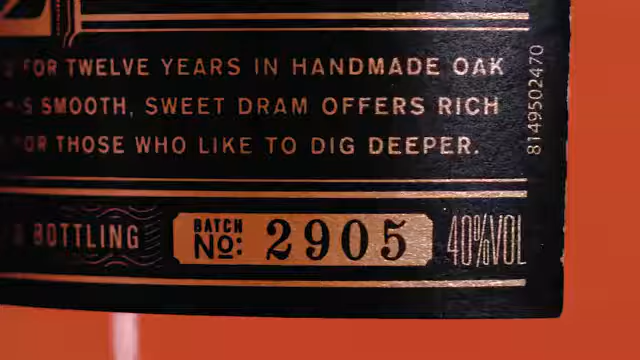 FOR TWELVE YEARS IN HANDMADE OAK
SMOOTH, SWEET DRAM OFFERS RICH
FOR THOSE WHO LIKE TO DIG DEEPER.
BOTTLING
BATCH
Nº: 2905
40%VOL
8149502470